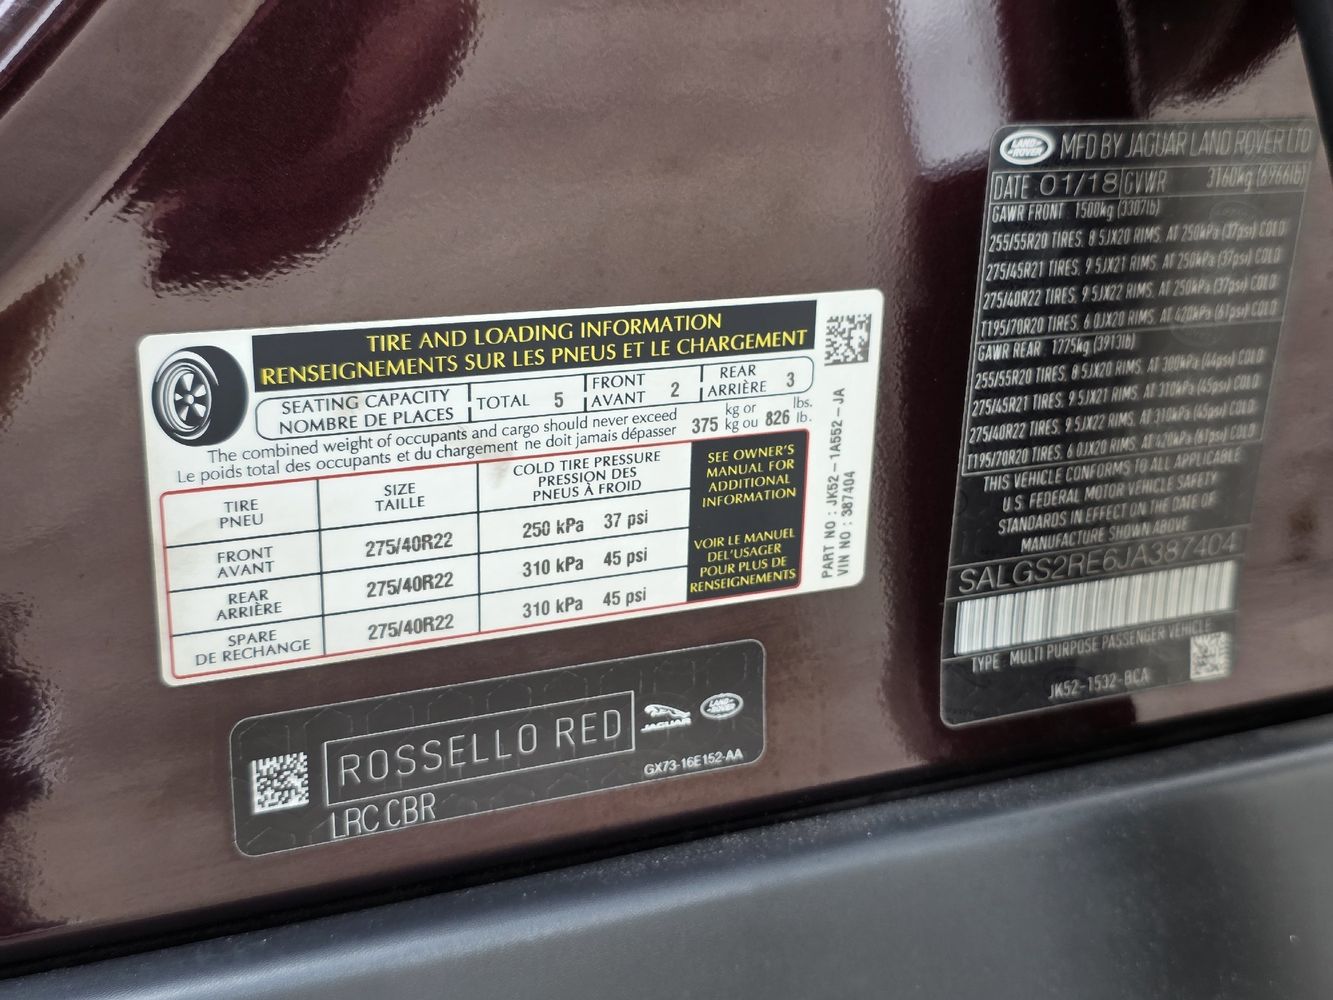 TIRE AND LOADING INFORMATION
RENSEIGNEMENTS SUR LES PNEUS ET LE CHARGEMENT
SEATING CAPACITY
NOMBRE DE PLACES
TOTAL 5
FRONT
AVANT 2
REAR
ARRIÈRE 3
The combined weight of occupants and cargo should never exceed
Le poids total des occupants et du chargement ne doit jamais dépasser
375 kg or
kg ou 826 lbs.
lb.
TIRE
PNEU
SIZE
TAILLE
COLD TIRE PRESSURE
PRESSION DES
PNEUS À FROID
FRONT
AVANT
275/40R22
250 kPa 37 psi
REAR
ARRIÈRE
275/40R22
310 kPa 45 psi
SPARE
DE RECHANGE
275/40R22
310 kPa 45 psi
SEE OWNER'S
MANUAL FOR
ADDITIONAL
INFORMATION
VOIR LE MANUEL
DEL'USAGER
POUR PLUS DE
RENSEIGNEMENTS
PART NO : JK52-1A552-JA
VIN NO : 387404
ROSSELLO RED
LRC CBR
JAGUAR
LAND ROVER
GX73-16E152-AA
LAND ROVER
MFD BY JAGUAR LAND ROVER LTD
DATE 01/18 GVWR 3160kg (6966lb)
GAWR FRONT 1500kg (3307lb)
255/55R20 TIRES, 8.5JX20 RIMS, AT 250kPa (37psi) COLD
275/45R21 TIRES, 9.5JX21 RIMS, AT 250kPa (37psi) COLD
275/40R22 TIRES, 9.5JX22 RIMS, AT 250kPa (37psi) COLD
T195/70R20 TIRES, 6.0JX20 RIMS, AT 420kPa (61psi) COLD
GAWR REAR 1775kg (3913lb)
255/55R20 TIRES, 8.5JX20 RIMS, AT 300kPa (44psi) COLD
275/45R21 TIRES, 9.5JX21 RIMS, AT 310kPa (45psi) COLD
275/40R22 TIRES, 9.5JX22 RIMS, AT 310kPa (45psi) COLD
T195/70R20 TIRES, 6.0JX20 RIMS, AT 420kPa (61psi) COLD
THIS VEHICLE CONFORMS TO ALL APPLICABLE
U.S. FEDERAL MOTOR VEHICLE SAFETY
STANDARDS IN EFFECT ON THE DATE OF
MANUFACTURE SHOWN ABOVE
SALGS2RE6JA387404
TYPE : MULTI PURPOSE PASSENGER VEHICLE
JK52-1532-BCA